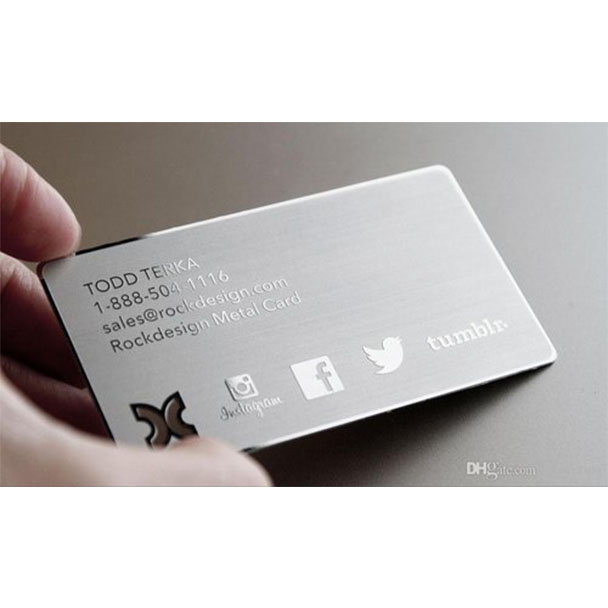 TODD TERKA
1-888-504-1116
sales@rockdesign.com
Rockdesign Metal Card
Instagram
f
tumblr.
DHgate.com